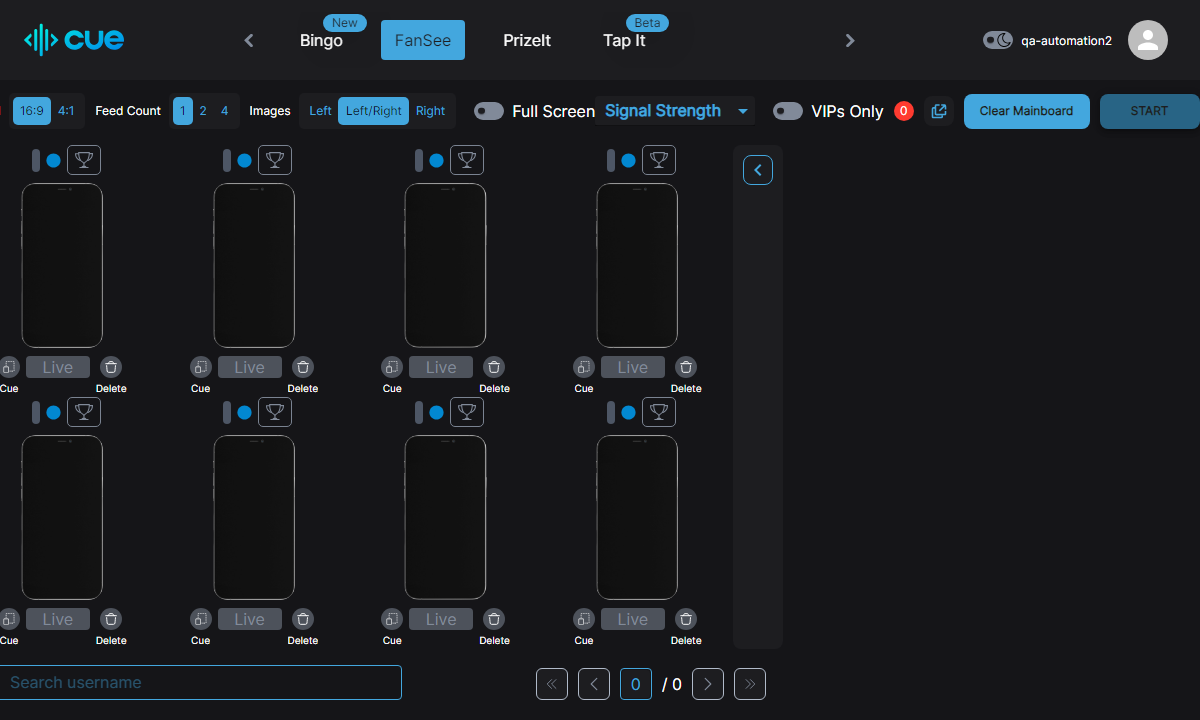 cue
Bingo
New
FanSee
PrizeIt
Tap It
Beta
qa-automation2
16:9 4:1 Feed Count 1 2 4 Images Left Left/Right Right Full Screen Signal Strength VIPs Only 0 Clear Mainboard START
Live Live Live Live
Cue Delete Cue Delete Cue Delete Cue Delete
Live Live Live Live
Cue Delete Cue Delete Cue Delete Cue Delete
Search username
0 / 0